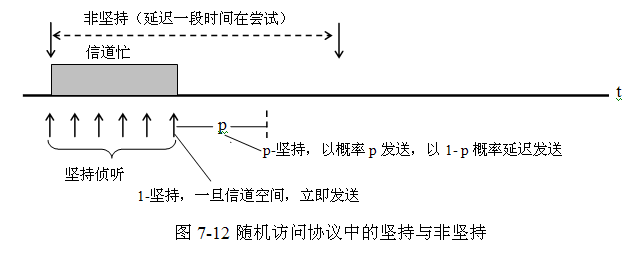 非坚持（延迟一段时间在尝试）
信道忙
t
p
p-坚持，以概率 p 发送，以 1- p 概率延迟发送
坚持侦听
1-坚持，一旦信道空间，立即发送
图 7-12 随机访问协议中的坚持与非坚持